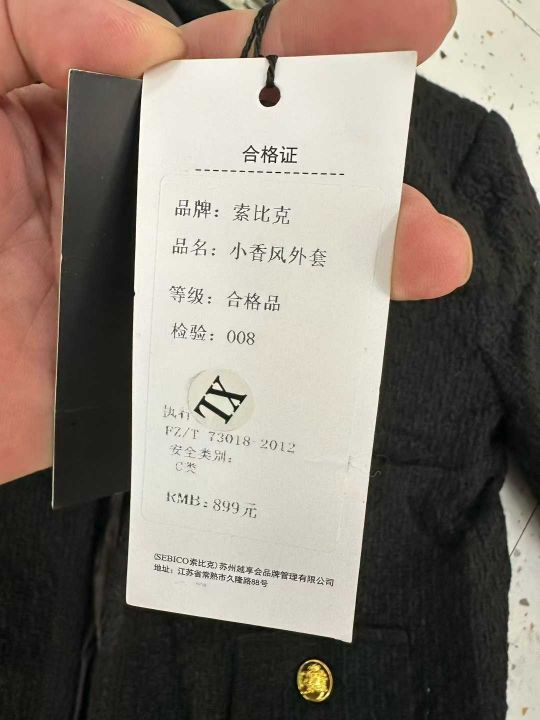 合格证
品牌：索比克
品名：小香风外套
等级：合格品
检验：008
XL
执行
FZ/T 73018-2012
安全类别：
C类
RMB：899元
(SEBICO索比克)苏州越享会品牌管理有限公司
地址：江苏省常熟市久隆路88号